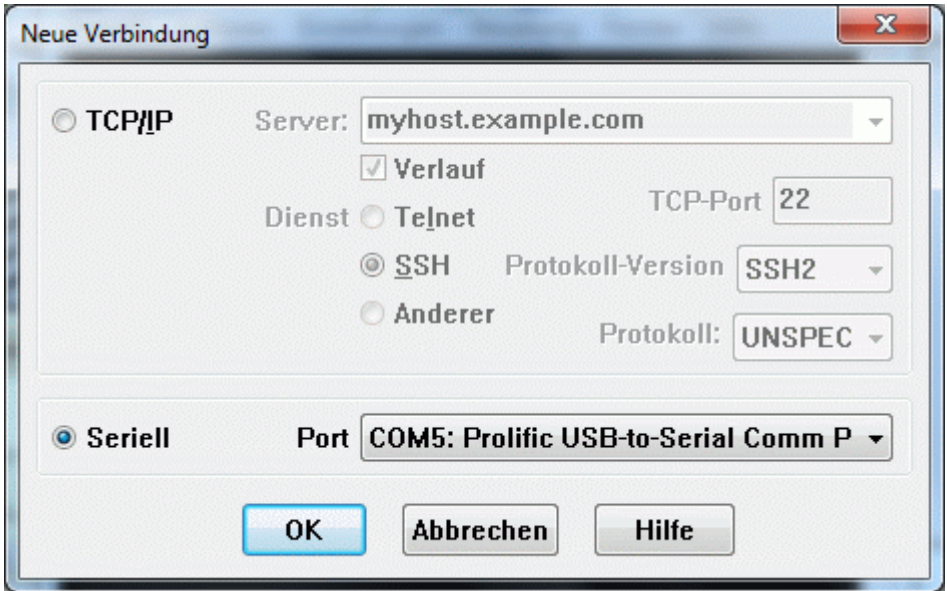 Neue Verbindung
TCP/IP Server: myhost.example.com
Verlauf
TCP-Port 22
Dienst Telnet
SSH Protokoll-Version SSH2
Anderer
Protokoll: UNSPEC
Seriell Port COM5: Prolific USB-to-Serial Comm P
OK Abbrechen Hilfe